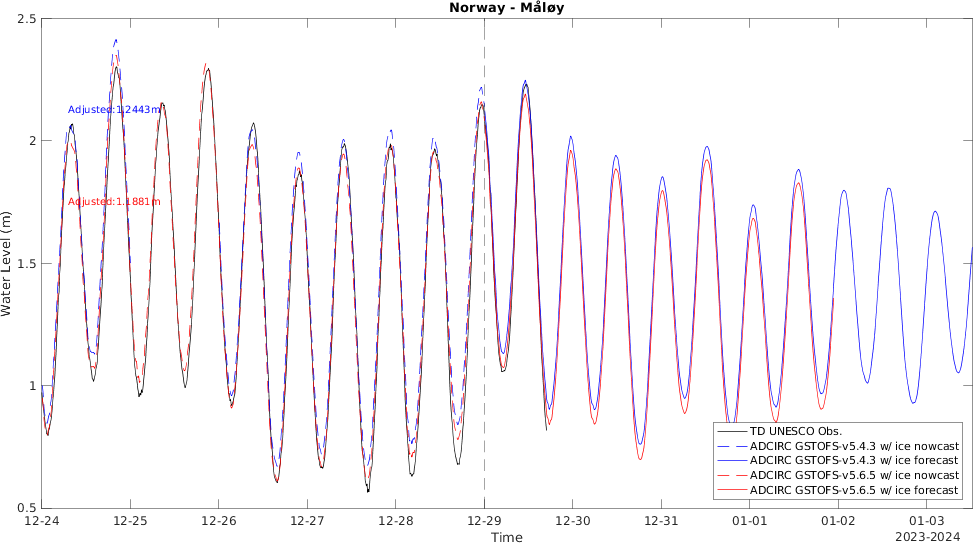 Norway - Måløy
2.5
2
1.5
1
0.5
Water Level (m)
Adjusted:1.2443m
Adjusted:1.1881m
TD UNESCO Obs.
ADCIRC GSTOFS-v5.4.3 w/ ice nowcast
ADCIRC GSTOFS-v5.4.3 w/ ice forecast
ADCIRC GSTOFS-v5.6.5 w/ ice nowcast
ADCIRC GSTOFS-v5.6.5 w/ ice forecast
12-24 12-25 12-26 12-27 12-28 12-29 12-30 12-31 01-01 01-02 01-03
Time
2023-2024